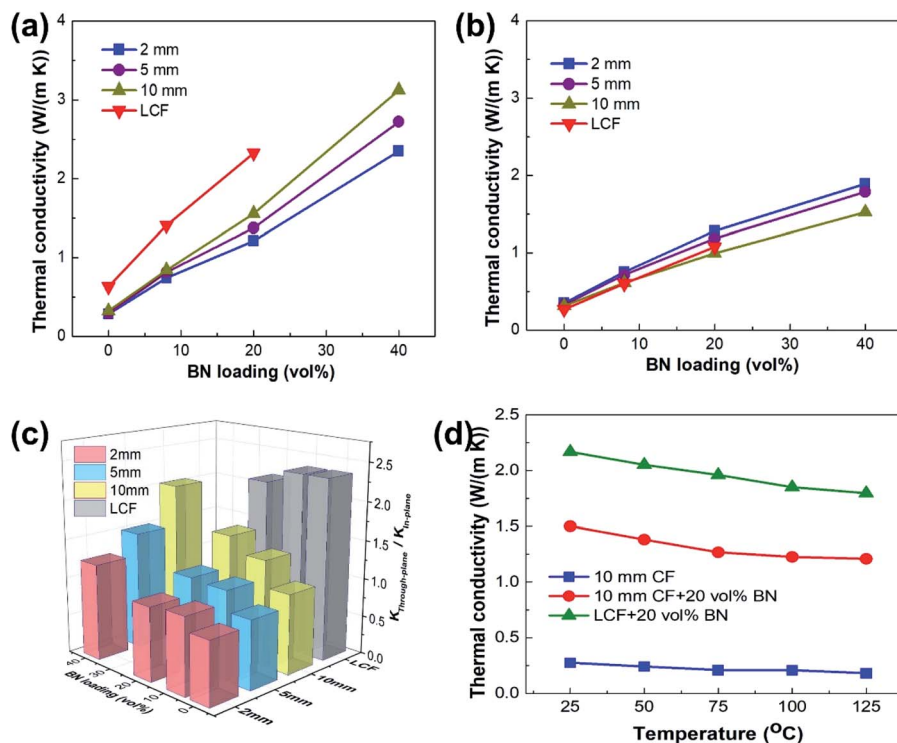 (a)
4
3
2
1
0
Thermal conductivity (W/(m K))
2 mm
5 mm
10 mm
LCF
0 10 20 30 40
BN loading (vol%)
(b)
4
3
2
1
0
Thermal conductivity (W/(m K))
2 mm
5 mm
10 mm
LCF
0 10 20 30 40
BN loading (vol%)
(c)
2mm
5mm
10mm
LCF
2.5
2.0
1.5
1.0
0.5
0.0
K Through-plane / K In-plane
40 30 20 10 0
BN loading (vol%)
2mm
5mm
10mm
LCF
(d)
2.5
2.0
1.5
1.0
0.5
0.0
Thermal conductivity (W/(m K))
10 mm CF
10 mm CF+20 vol% BN
LCF+20 vol% BN
25 50 75 100 125
Temperature (OC)